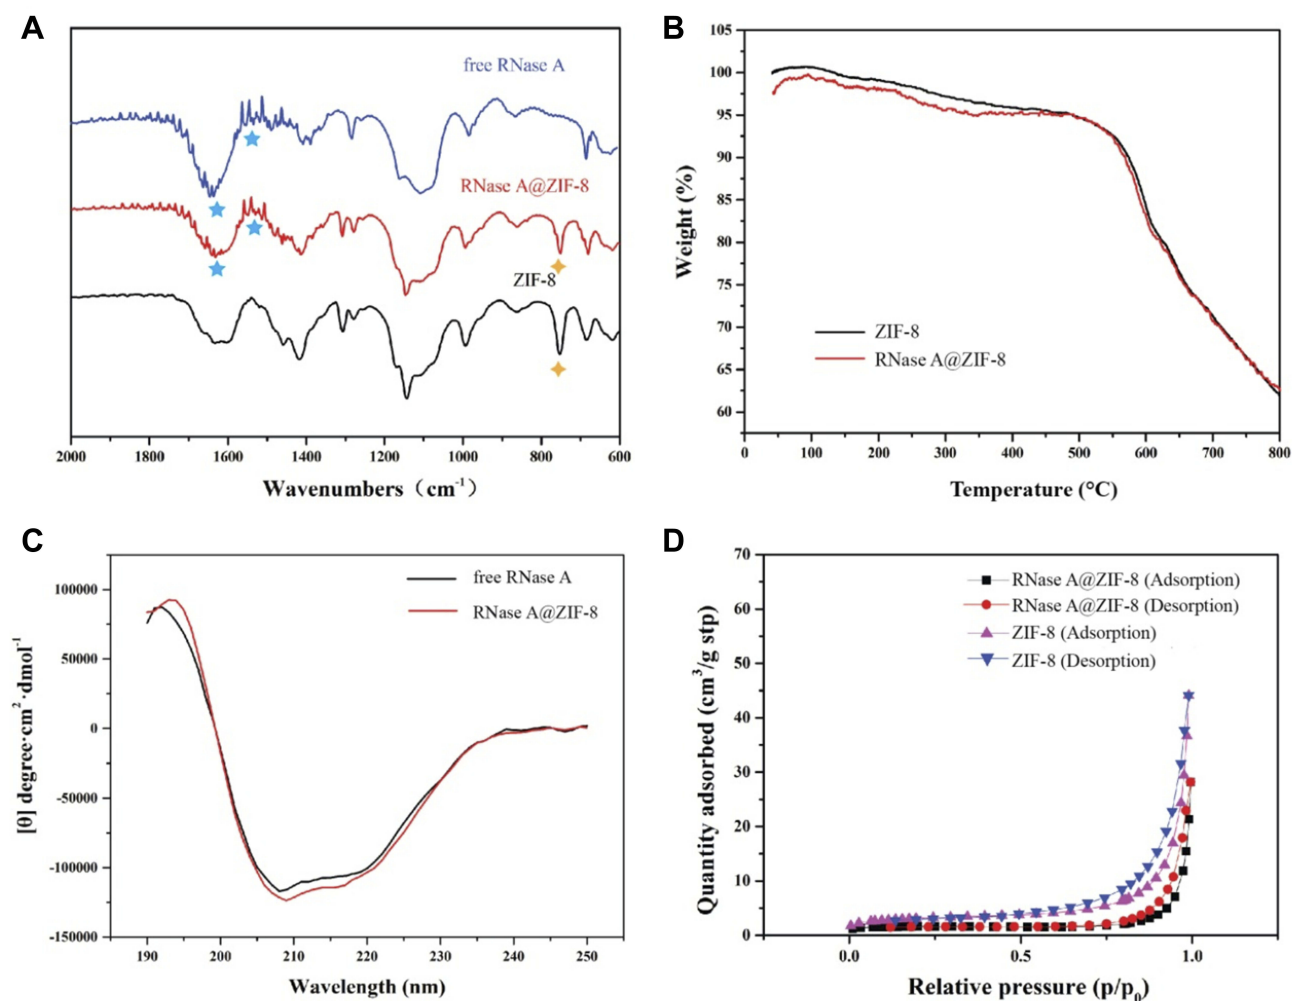 A
free RNase A
RNase A@ZIF-8
ZIF-8
2000 1800 1600 1400 1200 1000 800 600
Wavenumbers (cm-1)
B
105
100
95
90
85
80
75
70
65
60
Weight (%)
ZIF-8
RNase A@ZIF-8
0 100 200 300 400 500 600 700 800
Temperature (°C)
C
100000
50000
0
-50000
-100000
-150000
[θ] degree·cm2·dmol-1
free RNase A
RNase A@ZIF-8
190 200 210 220 230 240 250
Wavelength (nm)
D
70
60
50
40
30
20
10
0
Quantity adsorbed (cm3/g stp)
RNase A@ZIF-8 (Adsorption)
RNase A@ZIF-8 (Desorption)
ZIF-8 (Adsorption)
ZIF-8 (Desorption)
0.0 0.5 1.0
Relative pressure (p/p0)